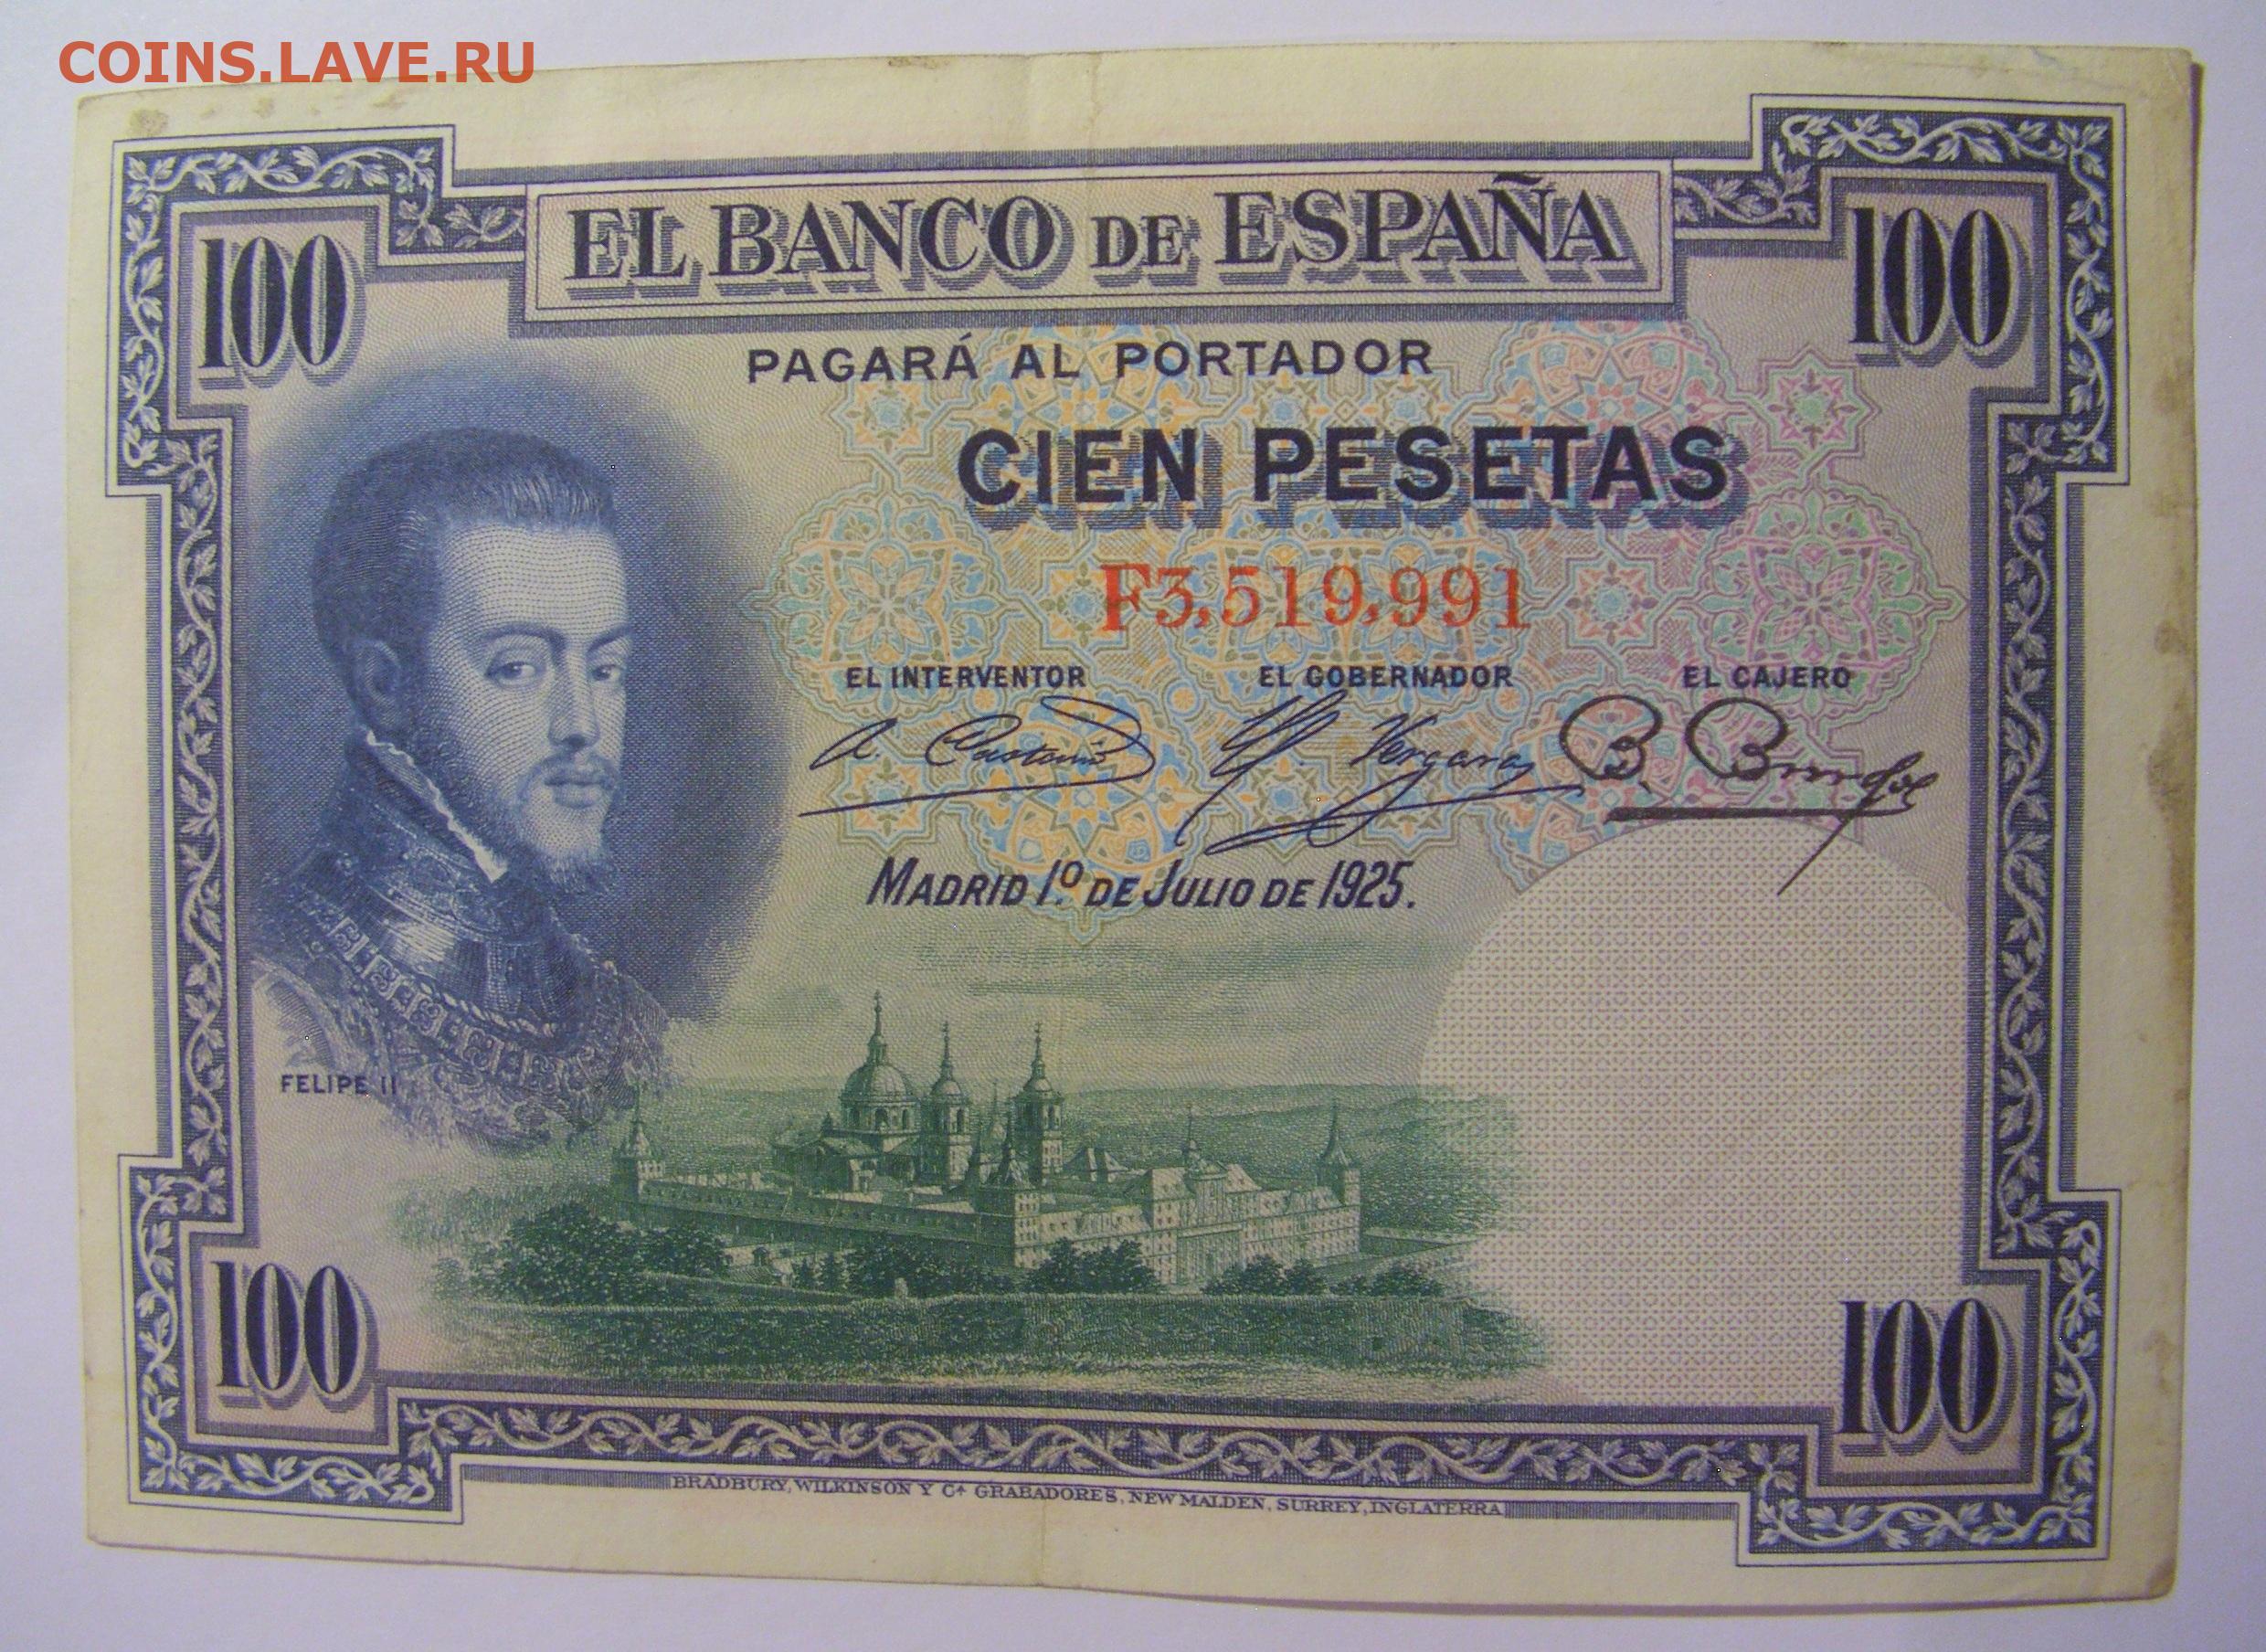 COINS.LAVE.RU
EL BANCO DE ESPAÑA
100 100
PAGARÁ AL PORTADOR
CIEN PESETAS
F3,519,991
EL INTERVENTOR EL GOBERNADOR EL CAJERO
A. Vergara B.
MADRID 1º DE JULIO DE 1925.
FELIPE II
100 100
BRADBURY, WILKINSON Y Cª GRABADORES, NEW MALDEN, SURREY, INGLATERRA